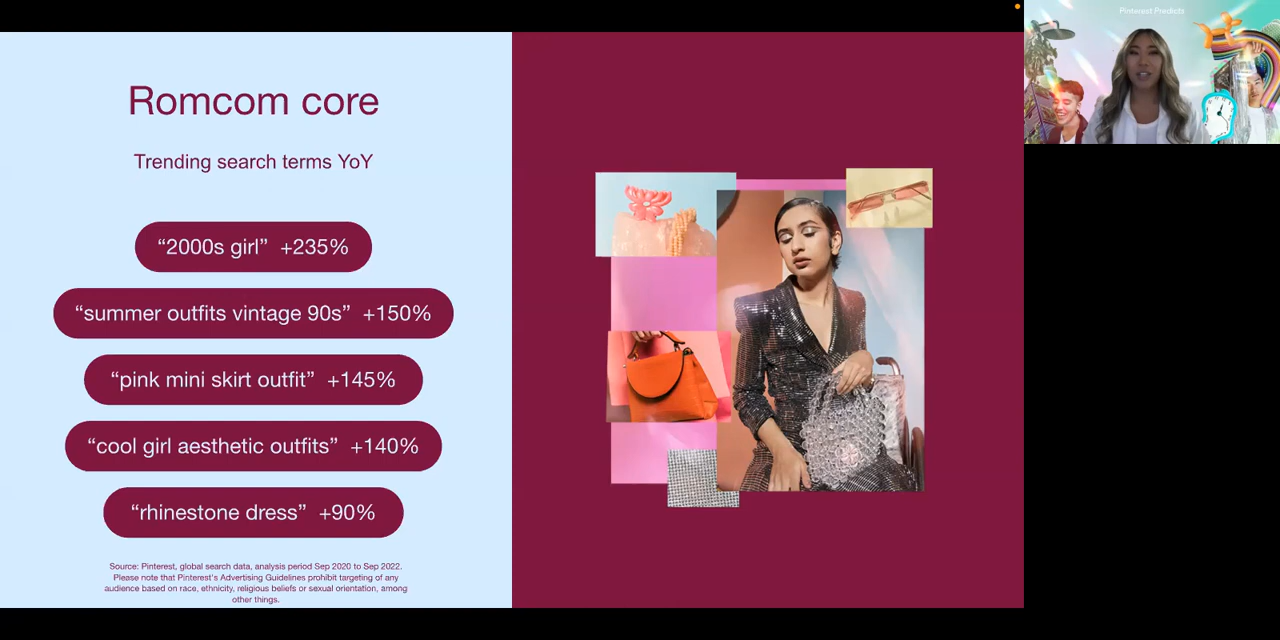 Romcom core
Trending search terms YoY
“2000s girl” +235%
“summer outfits vintage 90s” +150%
“pink mini skirt outfit” +145%
“cool girl aesthetic outfits” +140%
“rhinestone dress” +90%
Source: Pinterest, global search data, analysis period Sep 2020 to Sep 2022.
Please note that Pinterest's Advertising Guidelines prohibit targeting of any
audience based on race, ethnicity, religious beliefs or sexual orientation, among
other things.
Pinterest Predicts